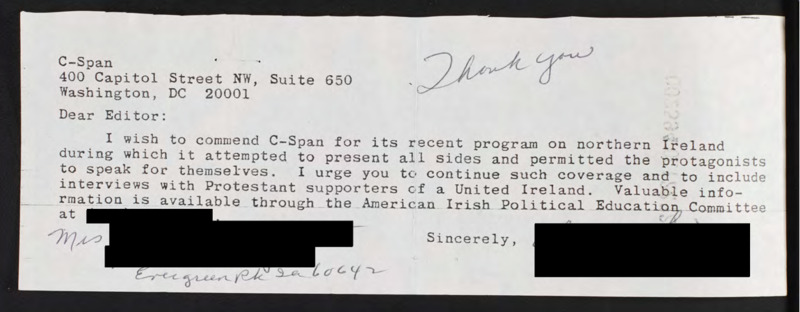 C-Span
400 Capitol Street NW, Suite 650
Washington, DC 20001
Thank you
Dear Editor:
I wish to commend C-Span for its recent program on northern Ireland
during which it attempted to present all sides and permitted the protagonists
to speak for themselves. I urge you to continue such coverage and to include
interviews with Protestant supporters of a United Ireland. Valuable info-
rmation is available through the American Irish Political Education Committee
at
Sincerely,
Mrs
Evergreen Pk 60642